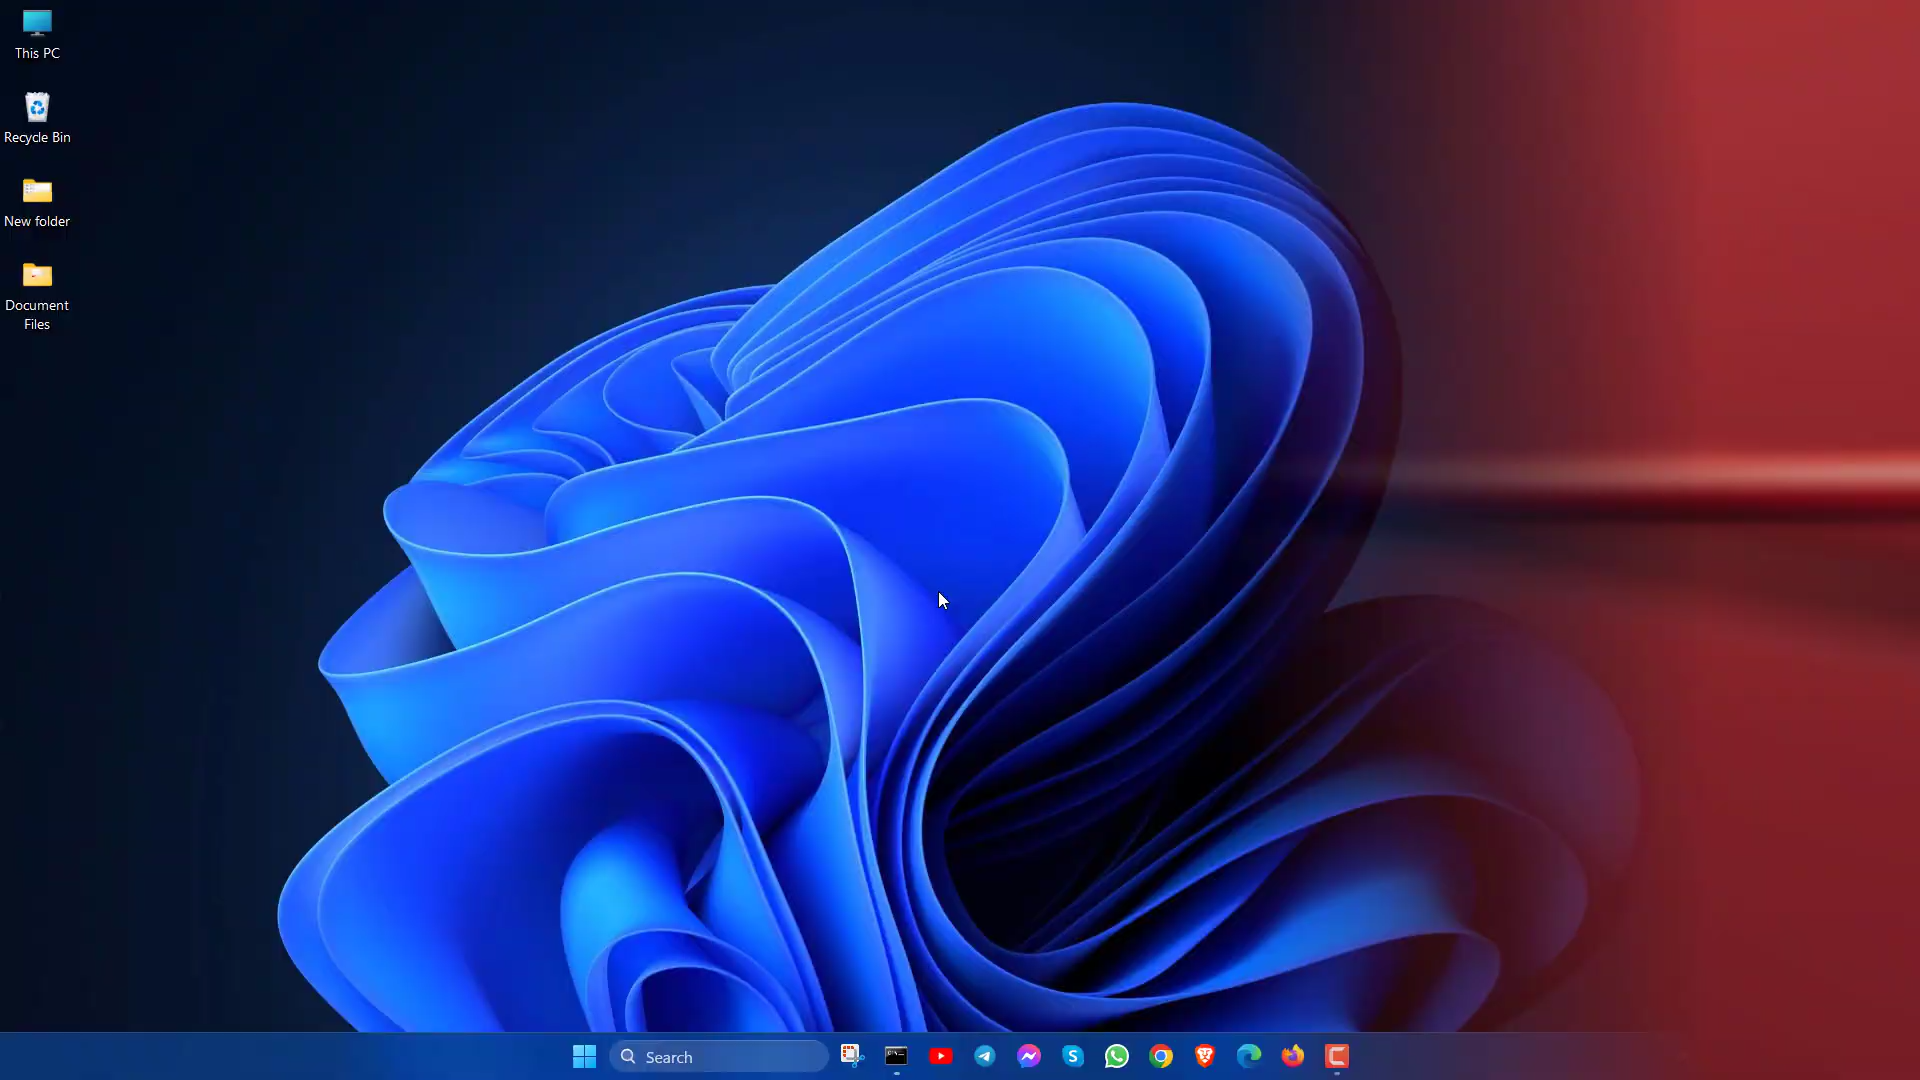 This PC
Recycle Bin
New folder
Document
Files
Search